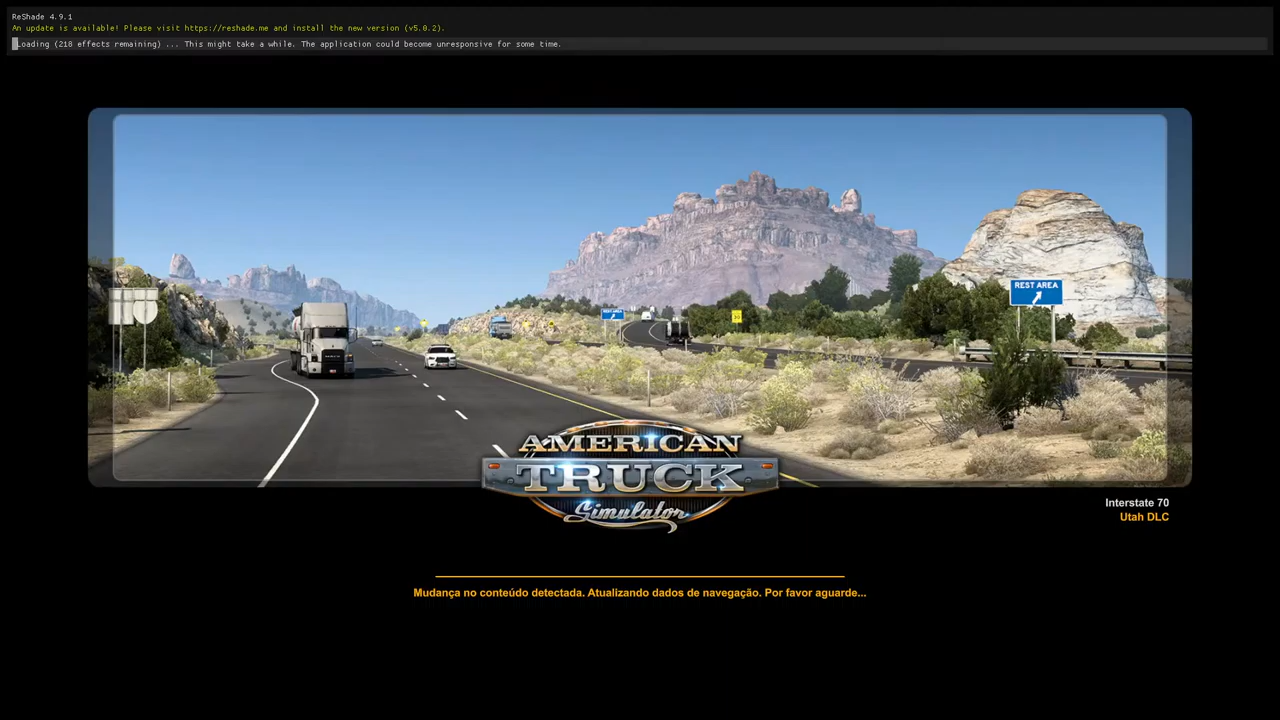 ReShade 4.9.1
An update is available! Please visit https://reshade.me and install the new version (v5.0.2).
Loading (218 effects remaining) ... This might take a while. The application could become unresponsive for some time.
REST AREA
REST AREA
AMERICAN
TRUCK
Simulator
Interstate 70
Utah DLC
Mudança no conteúdo detectada. Atualizando dados de navegação. Por favor aguarde...